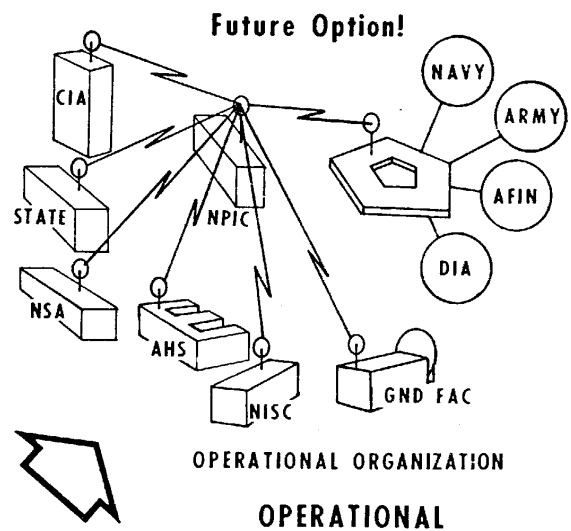 Future Option!
CIA
NAVY
ARMY
STATE
NPIC
AFIN
DIA
NSA
AHS
NISC
GND FAC
OPERATIONAL ORGANIZATION
OPERATIONAL